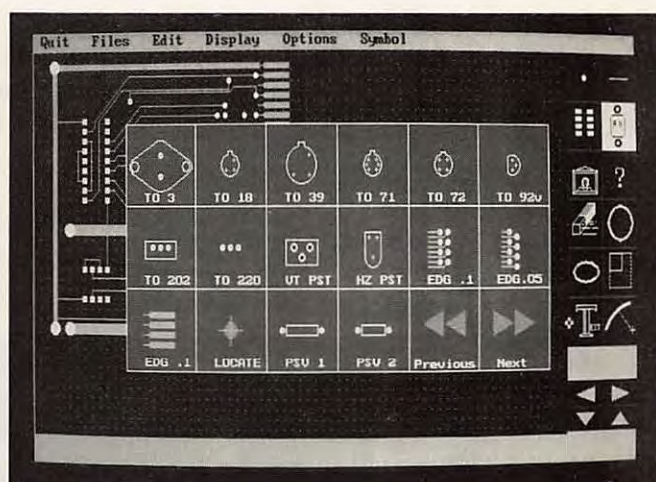 Quit Files Edit Display Options Symbol
?
TO 3 TO 18 TO 39 TO 71 TO 72 TO 92v
TO 202 TO 220 VT PST HZ PST EDG .1 EDG.05
T
EDG .1 LOCATE PSV 1 PSV 2 Previous Next